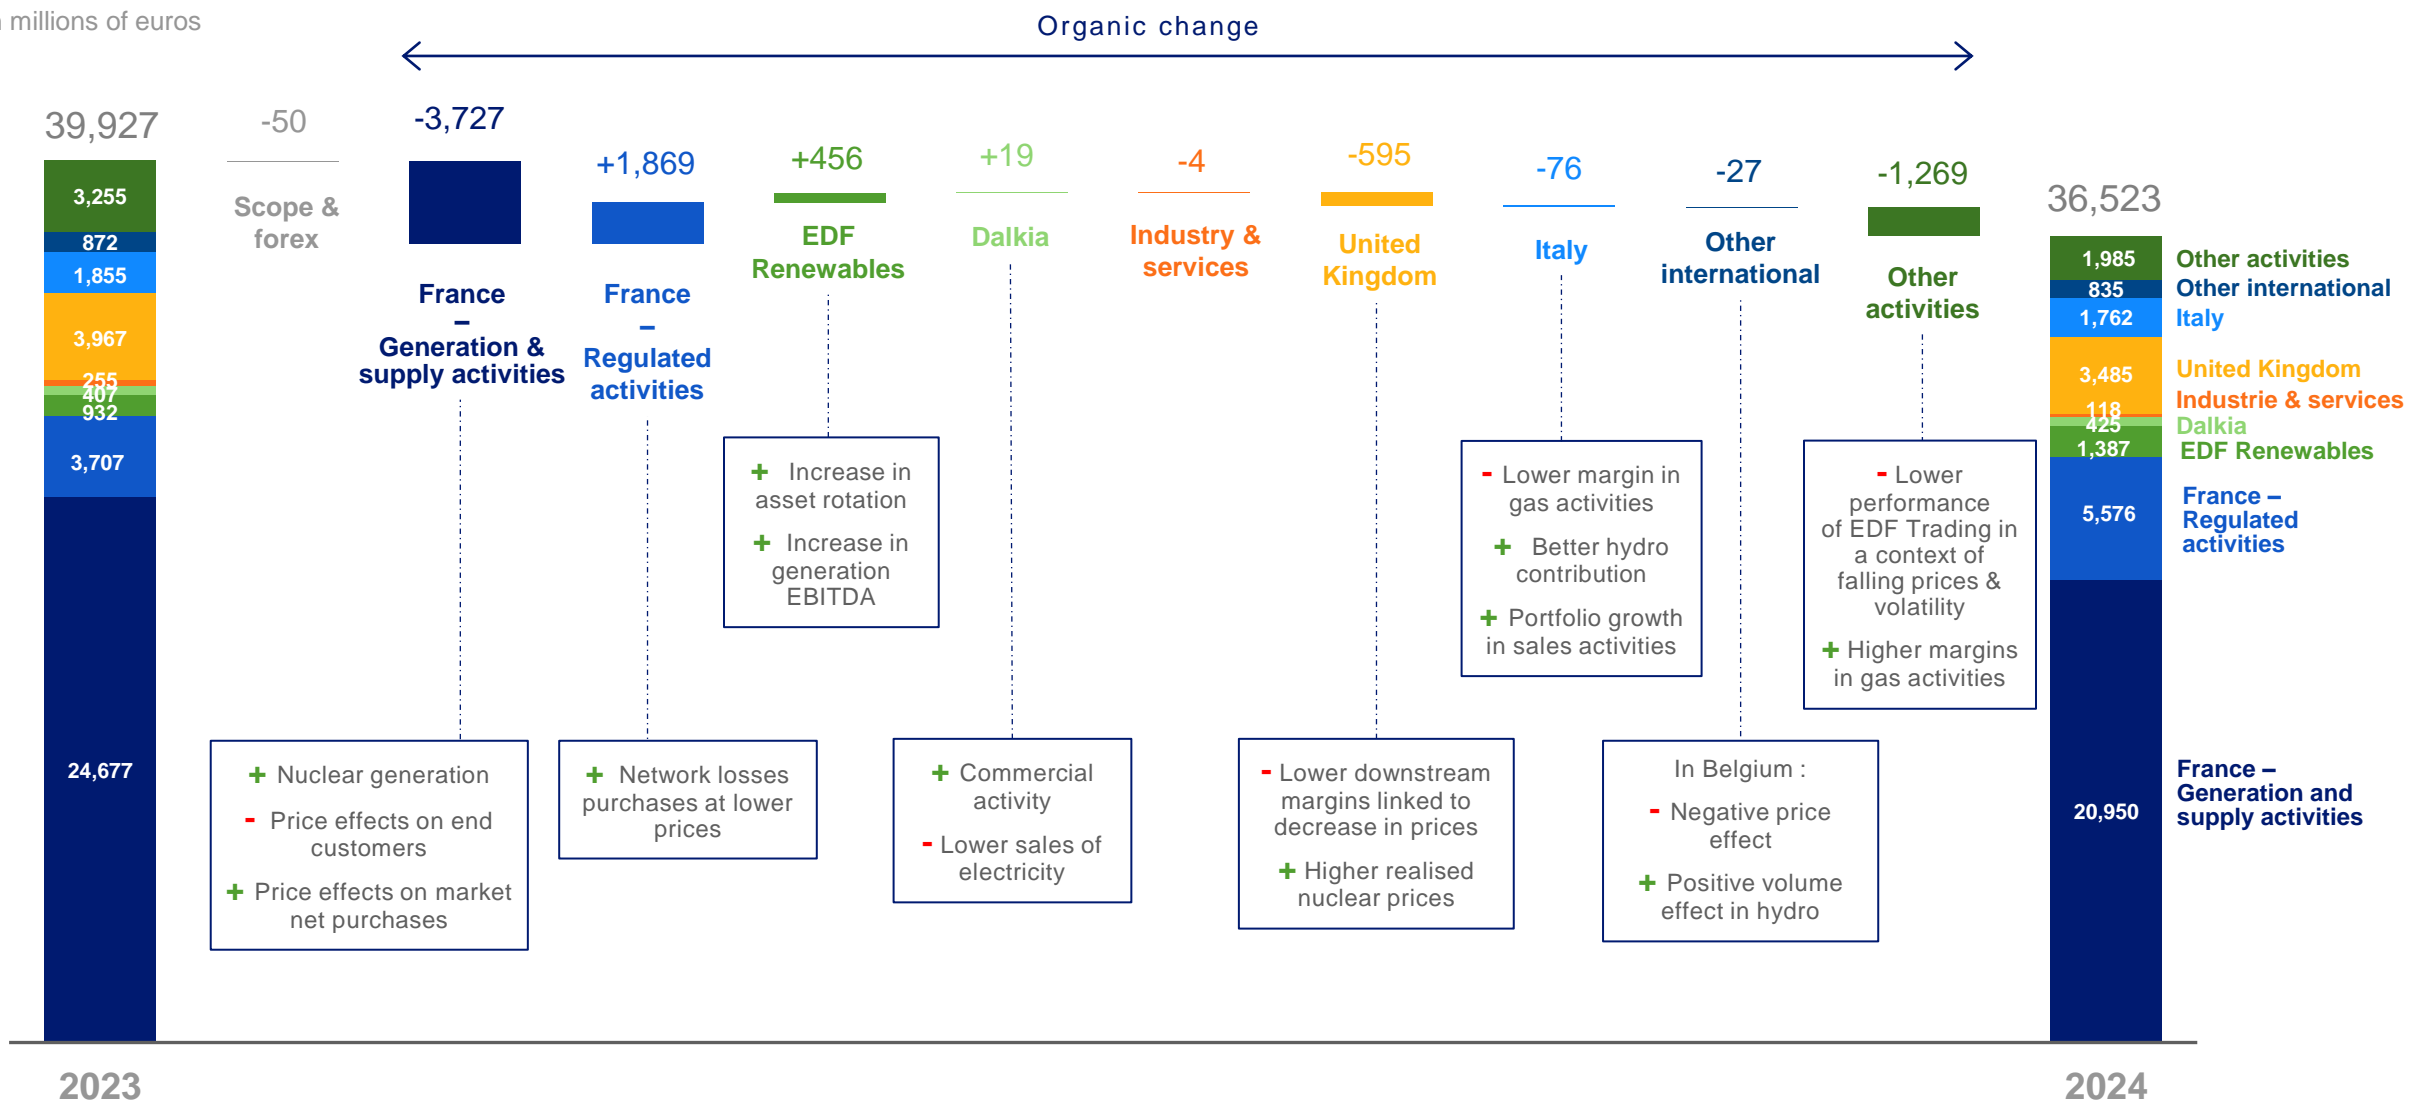 millions of euros
Organic change
39,927
-50
-3,727
+1,869
+456
+19
-4
-595
-76
-27
-1,269
36,523
3,255
872
1,855
3,967
255
407
932
3,707
24,677
Scope &
forex
France
–
Generation &
supply activities
France
–
Regulated
activities
EDF
Renewables
Dalkia
Industry &
services
United
Kingdom
Italy
Other
international
Other
activities
+ Nuclear generation
- Price effects on end
customers
+ Price effects on market
net purchases
+ Network losses
purchases at lower
prices
+ Increase in
asset rotation
+ Increase in
generation
EBITDA
+ Commercial
activity
- Lower sales of
electricity
- Lower downstream
margins linked to
decrease in prices
+ Higher realised
nuclear prices
- Lower margin in
gas activities
+ Better hydro
contribution
+ Portfolio growth
in sales activities
In Belgium :
- Negative price
effect
+ Positive volume
effect in hydro
- Lower
performance
of EDF Trading in
a context of
falling prices &
volatility
+ Higher margins
in gas activities
1,985
835
1,762
3,485
118
425
1,387
5,576
20,950
Other activities
Other international
Italy
United Kingdom
Industrie & services
Dalkia
EDF Renewables
France –
Regulated
activities
France –
Generation and
supply activities
2023
2024